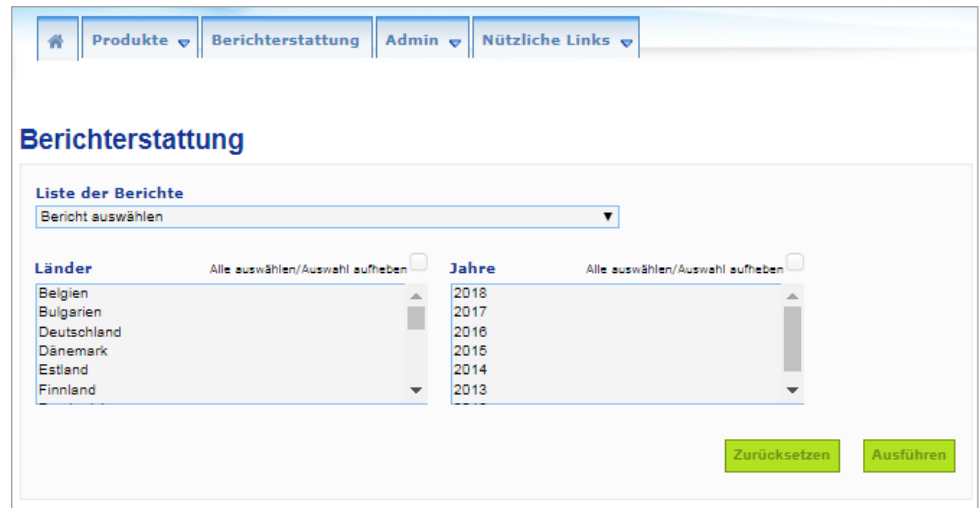 Produkte Berichterstattung Admin Nützliche Links
Berichterstattung
Liste der Berichte
Bericht auswählen
Länder Alle auswählen/Auswahl aufheben Jahre Alle auswählen/Auswahl aufheben
Belgien 2018
Bulgarien 2017
Deutschland 2016
Dänemark 2015
Estland 2014
Finnland 2013
Zurücksetzen Ausführen